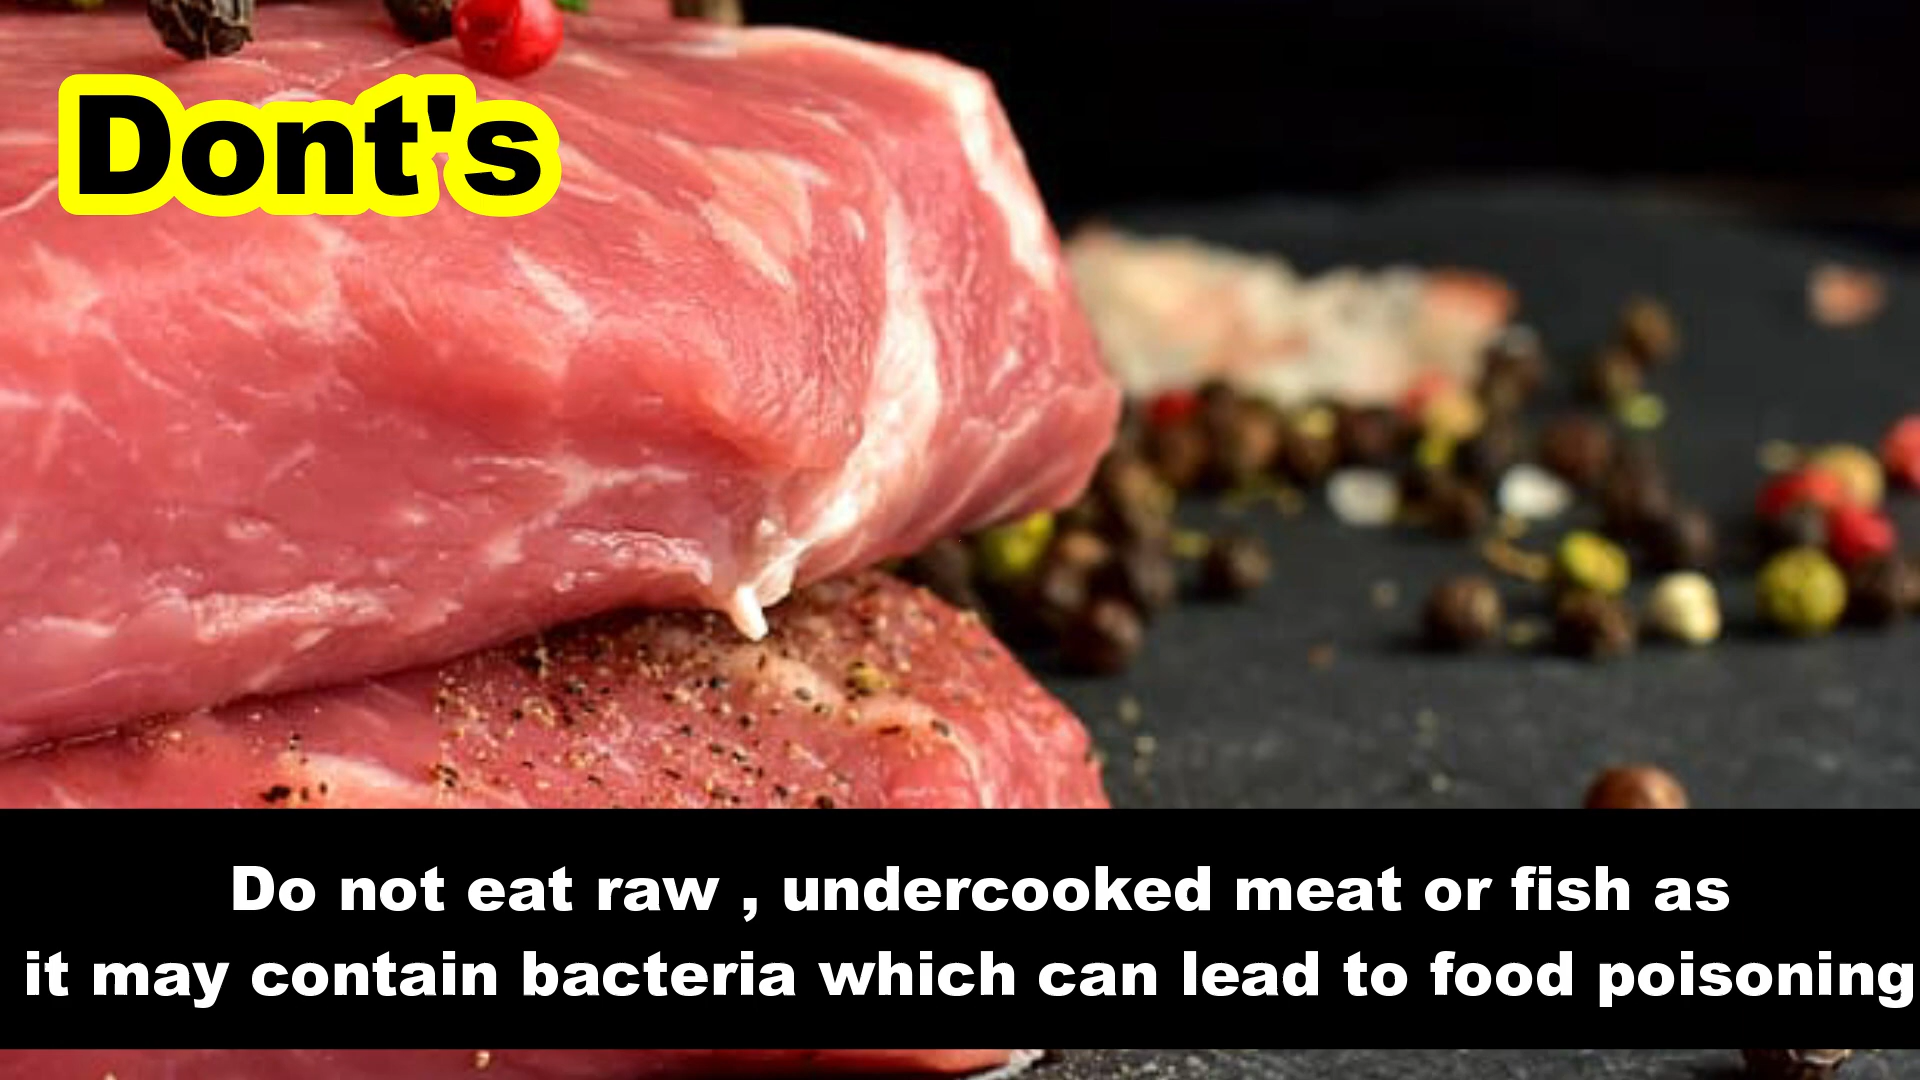 Dont's
Do not eat raw , undercooked meat or fish as
it may contain bacteria which can lead to food poisoning